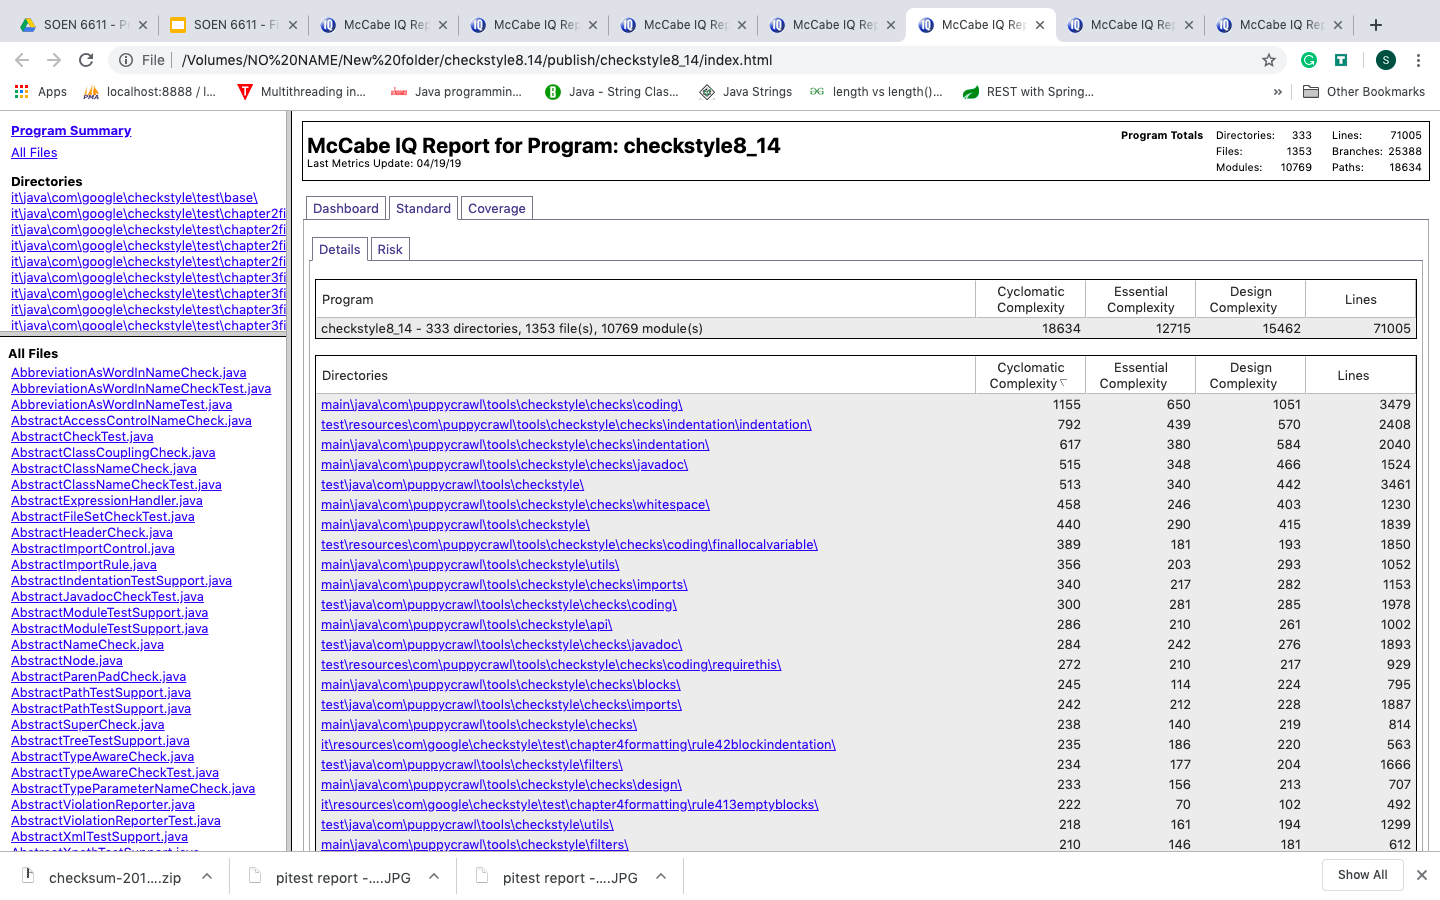 SOEN 6611 - P
SOEN 6611 - F
McCabe IQ Rep
McCabe IQ Rep
McCabe IQ Rep
McCabe IQ Rep
McCabe IQ Rep
McCabe IQ Rep
McCabe IQ Rep
File /Volumes/NO%20NAME/New%20folder/checkstyle8.14/publish/checkstyle8_14/index.html
S
Apps
localhost:8888 / l...
Multithreading in...
Java programmin...
Java - String Clas...
Java Strings
length vs length()...
REST with Spring...
» Other Bookmarks
Program Summary
All Files
Directories
it\java\com\google\checkstyle\test\base\
it\java\com\google\checkstyle\test\chapter2fi
it\java\com\google\checkstyle\test\chapter2fi
it\java\com\google\checkstyle\test\chapter2fi
it\java\com\google\checkstyle\test\chapter2fi
it\java\com\google\checkstyle\test\chapter3fi
it\java\com\google\checkstyle\test\chapter3fi
it\java\com\google\checkstyle\test\chapter3fi
it\java\com\google\checkstyle\test\chapter3fi
All Files
AbbreviationAsWordInNameCheck.java
AbbreviationAsWordInNameCheckTest.java
AbbreviationAsWordInNameTest.java
AbstractAccessControlNameCheck.java
AbstractCheckTest.java
AbstractClassCouplingCheck.java
AbstractClassNameCheck.java
AbstractClassNameCheckTest.java
AbstractExpressionHandler.java
AbstractFileSetCheckTest.java
AbstractHeaderCheck.java
AbstractImportControl.java
AbstractImportRule.java
AbstractIndentationTestSupport.java
AbstractJavadocCheckTest.java
AbstractModuleTestSupport.java
AbstractModuleTestSupport.java
AbstractNameCheck.java
AbstractNode.java
AbstractParenPadCheck.java
AbstractPathTestSupport.java
AbstractPathTestSupport.java
AbstractSuperCheck.java
AbstractTreeTestSupport.java
AbstractTypeAwareCheck.java
AbstractTypeAwareCheckTest.java
AbstractTypeParameterNameCheck.java
AbstractViolationReporter.java
AbstractViolationReporterTest.java
AbstractXmlTestSupport.java
AbstractXpathTestSupport.java
McCabe IQ Report for Program: checkstyle8_14
Last Metrics Update: 04/19/19
Program Totals Directories: 333 Lines: 71005
Files: 1353 Branches: 25388
Modules: 10769 Paths: 18634
Dashboard Standard Coverage
Details Risk
Program Cyclomatic Complexity Essential Complexity Design Complexity Lines
checkstyle8_14 - 333 directories, 1353 file(s), 10769 module(s) 18634 12715 15462 71005
Directories Cyclomatic Complexity Essential Complexity Design Complexity Lines
main\java\com\puppycrawl\tools\checkstyle\checks\coding\ 1155 650 1051 3479
test\resources\com\puppycrawl\tools\checkstyle\checks\indentation\indentation\ 792 439 570 2408
main\java\com\puppycrawl\tools\checkstyle\checks\indentation\ 617 380 584 2040
main\java\com\puppycrawl\tools\checkstyle\checks\javadoc\ 515 348 466 1524
test\java\com\puppycrawl\tools\checkstyle\ 513 340 442 3461
main\java\com\puppycrawl\tools\checkstyle\checks\whitespace\ 458 246 403 1230
main\java\com\puppycrawl\tools\checkstyle\ 440 290 415 1839
test\resources\com\puppycrawl\tools\checkstyle\checks\coding\finallocalvariable\ 389 181 193 1850
main\java\com\puppycrawl\tools\checkstyle\utils\ 356 203 293 1052
main\java\com\puppycrawl\tools\checkstyle\checks\imports\ 340 217 282 1153
test\java\com\puppycrawl\tools\checkstyle\checks\coding\ 300 281 285 1978
main\java\com\puppycrawl\tools\checkstyle\api\ 286 210 261 1002
test\java\com\puppycrawl\tools\checkstyle\checks\javadoc\ 284 242 276 1893
test\resources\com\puppycrawl\tools\checkstyle\checks\coding\requirethis\ 272 210 217 929
main\java\com\puppycrawl\tools\checkstyle\checks\blocks\ 245 114 224 795
test\java\com\puppycrawl\tools\checkstyle\checks\imports\ 242 212 228 1887
main\java\com\puppycrawl\tools\checkstyle\checks\ 238 140 219 814
it\resources\com\google\checkstyle\test\chapter4formatting\rule42blockindentation\ 235 186 220 563
test\java\com\puppycrawl\tools\checkstyle\filters\ 234 177 204 1666
main\java\com\puppycrawl\tools\checkstyle\checks\design\ 233 156 213 707
it\resources\com\google\checkstyle\test\chapter4formatting\rule413emptyblocks\ 222 70 102 492
test\java\com\puppycrawl\tools\checkstyle\utils\ 218 161 194 1299
main\java\com\puppycrawl\tools\checkstyle\filters\ 210 146 181 612
checksum-201....zip
pitest report -....JPG
pitest report -....JPG
Show All